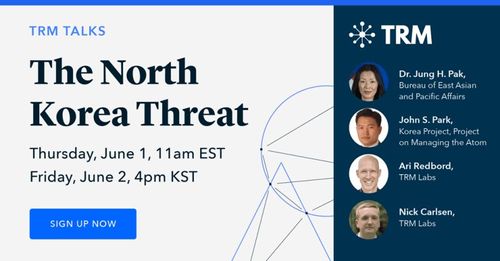 TRM TALKS
The North
Korea Threat
Thursday, June 1, 11am EST
Friday, June 2, 4pm KST
SIGN UP NOW
TRM
Dr. Jung H. Pak,
Bureau of East Asian
and Pacific Affairs
John S. Park,
Korea Project, Project
on Managing the Atom
Ari Redbord,
TRM Labs
Nick Carlsen,
TRM Labs